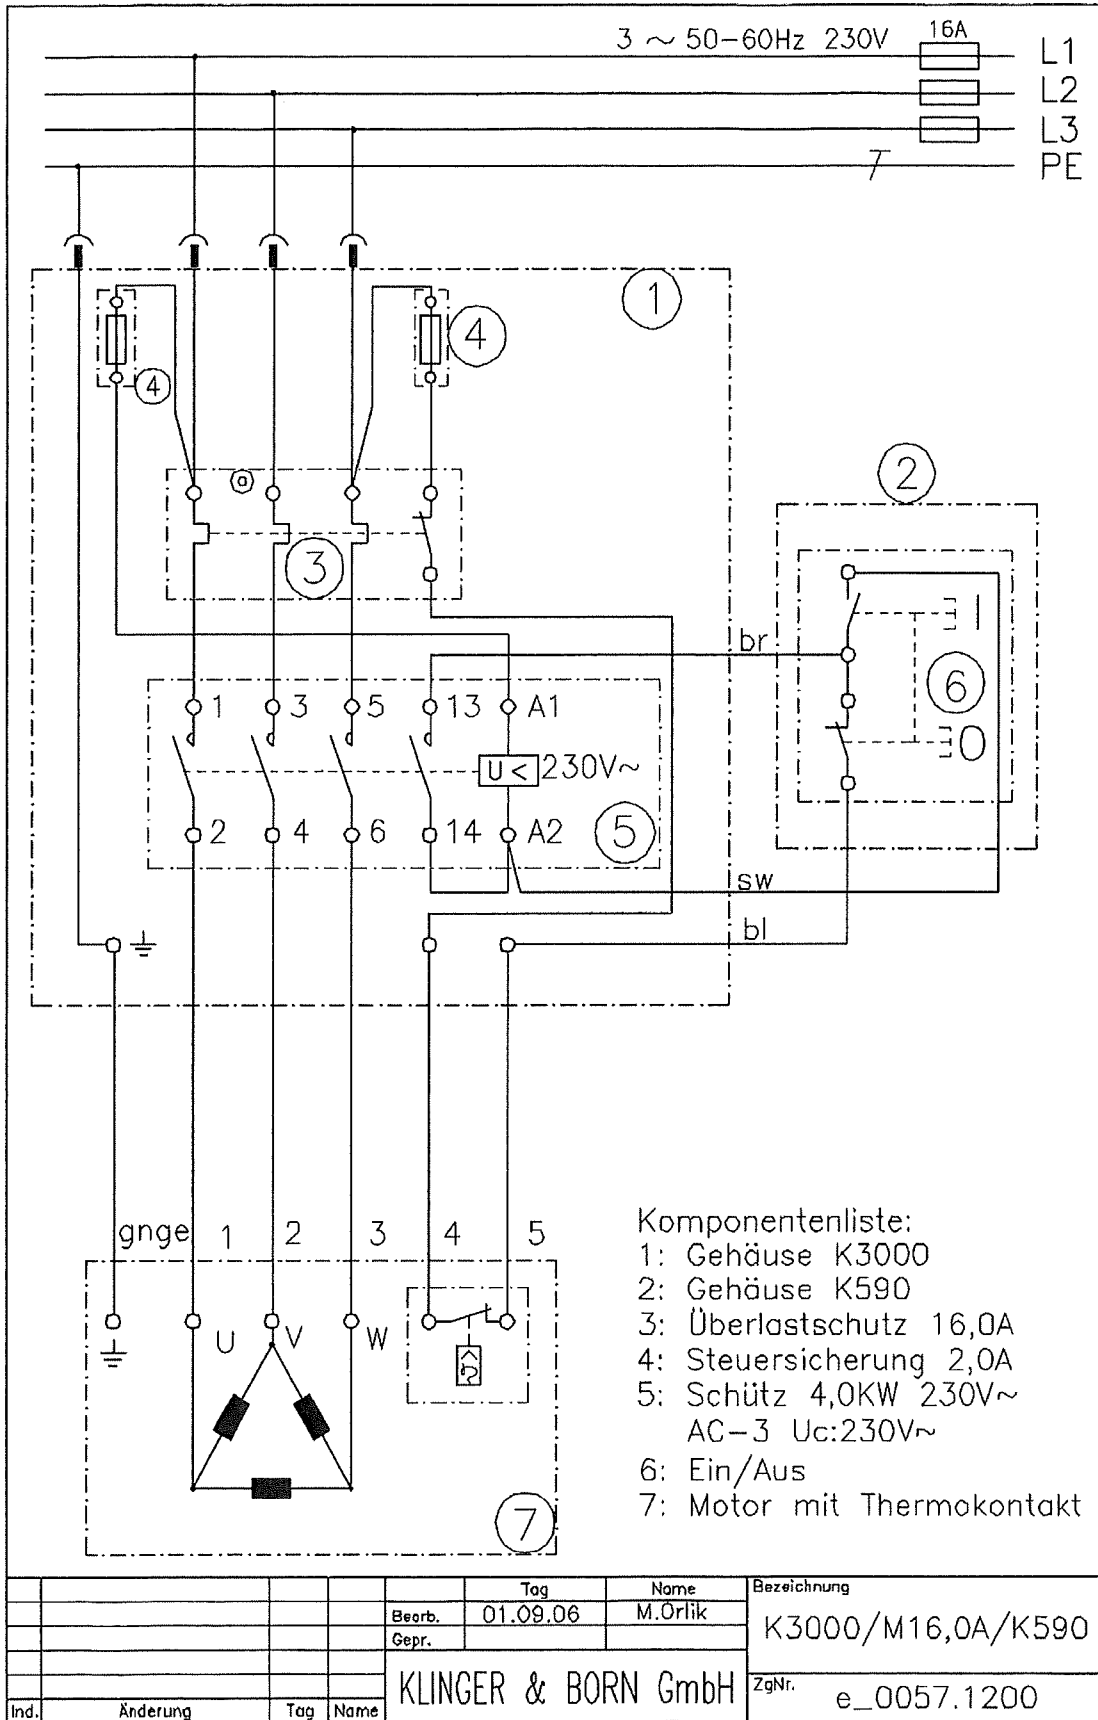 3 ~ 50-60Hz 230V 16A L1
L2
L3
PE
1
4
4
2
a
3
I
br
6
1 3 5 13 A1
O
U < 230V~
2 4 6 14 A2
5
sw
bl
gnge 1 2 3 4 5
U V W
7
Komponentenliste:
1: Gehäuse K3000
2: Gehäuse K590
3: Überlastschutz 16,0A
4: Steuersicherung 2,0A
5: Schütz 4,0KW 230V~
AC-3 Uc:230V~
6: Ein/Aus
7: Motor mit Thermokontakt
Tag Name
Bearb. 01.09.06 M.Orlik
Gepr.
Ind. Änderung Tag Name
KLINGER & BORN GmbH
Bezeichnung
K3000/M16,0A/K590
ZgNr. e_0057.1200